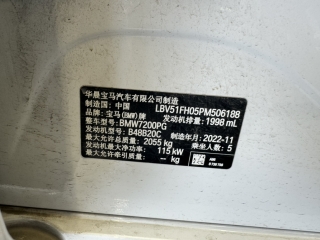 华晨宝马汽车有限公司制造
制造国：中国 LBV51FH05PM506188
品牌：宝马(BMW)牌 发动机排量：1998 mL
整车型号：BMW7200PG
发动机型号：B48B20C 制造年月：2022-11
最大允许总质量：2055 kg 乘坐人数：5
发动机最大净功率：115 kW
最大允许牵引质量：-- kg